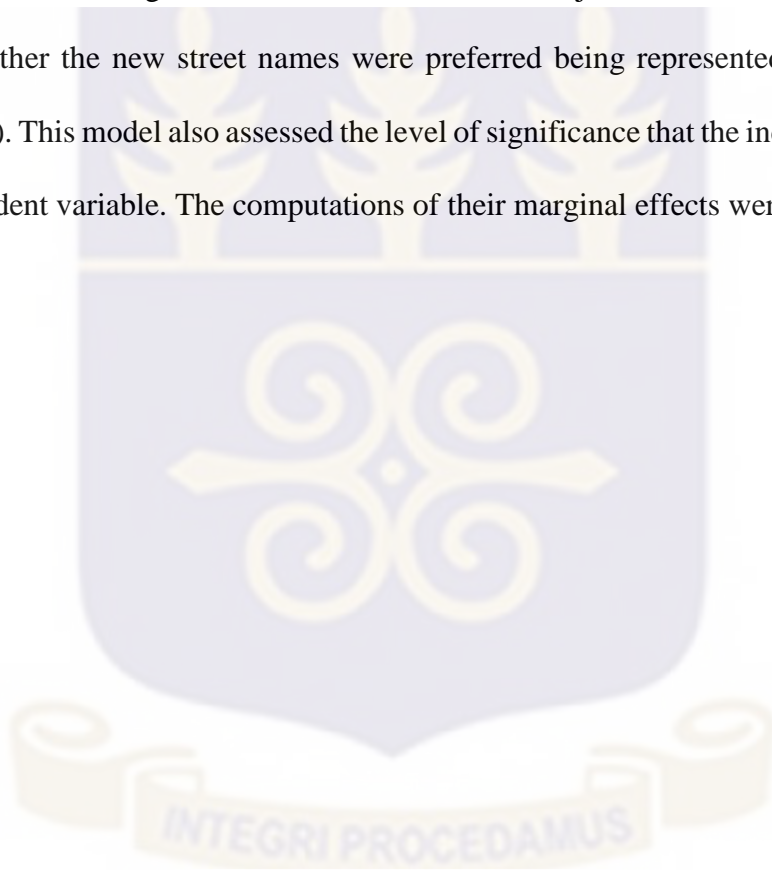 ther the new street names were preferred being represented
). This model also assessed the level of significance that the in
dent variable. The computations of their marginal effects wer
INTEGRI PROCEDAMUS